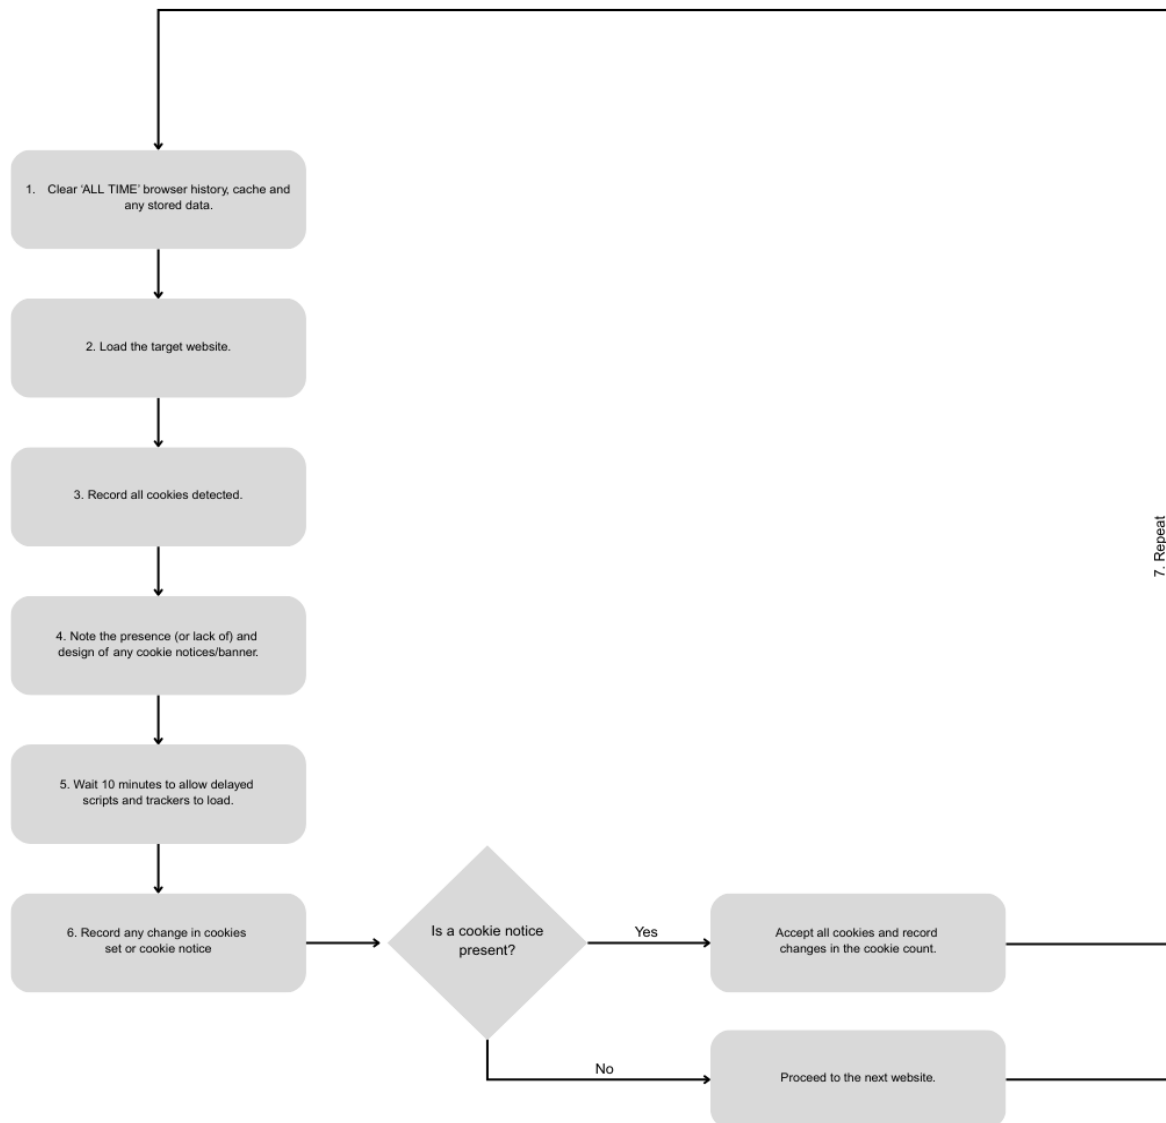 1. Clear ‘ALL TIME’ browser history, cache and
any stored data.
2. Load the target website.
3. Record all cookies detected.
4. Note the presence (or lack of) and
design of any cookie notices/banner.
5. Wait 10 minutes to allow delayed
scripts and trackers to load.
6. Record any change in cookies
set or cookie notice
Is a cookie notice
present?
Yes
Accept all cookies and record
changes in the cookie count.
No
Proceed to the next website.
7. Repeat